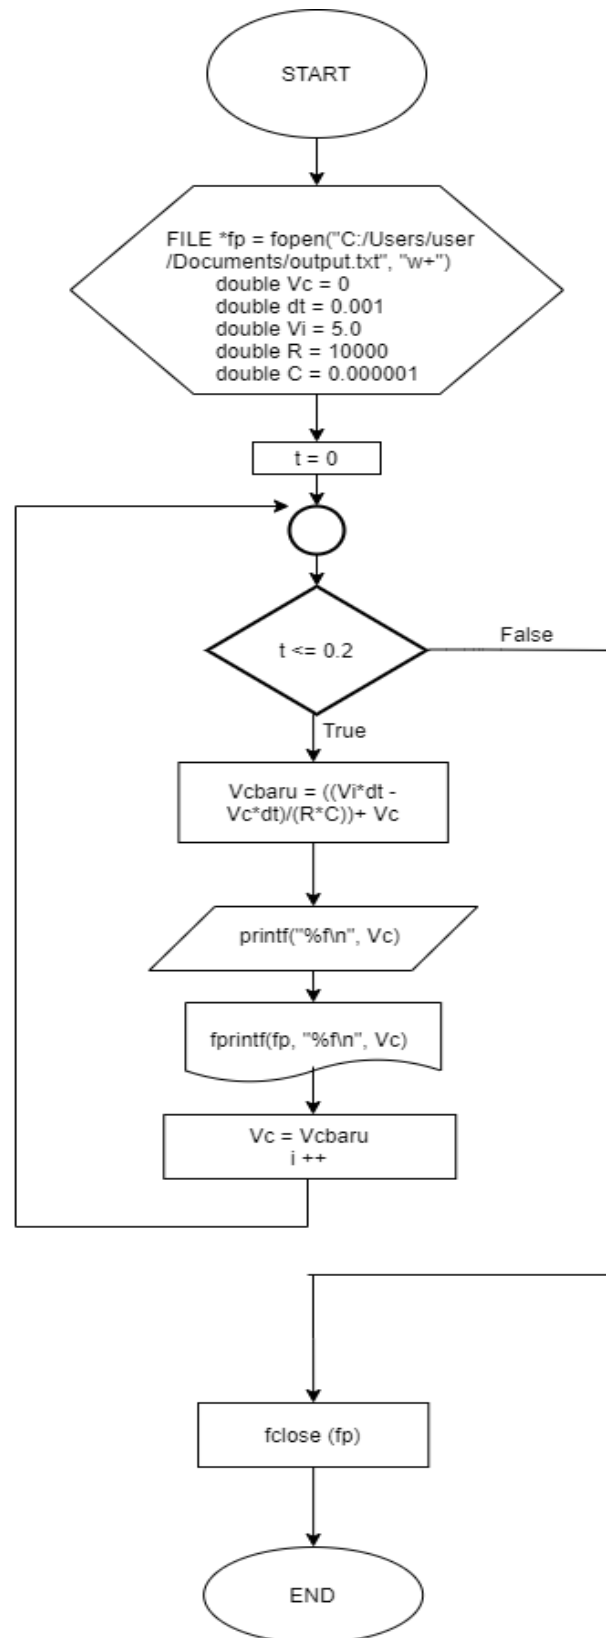 START
FILE *fp = fopen("C:/Users/user
/Documents/output.txt", "w+")
double Vc = 0
double dt = 0.001
double Vi = 5.0
double R = 10000
double C = 0.000001
t = 0
t <= 0.2
False
True
Vcbaru = ((Vi*dt -
Vc*dt)/(R*C))+ Vc
printf("%f\n", Vc)
fprintf(fp, "%f\n", Vc)
Vc = Vcbaru
i ++
fclose (fp)
END